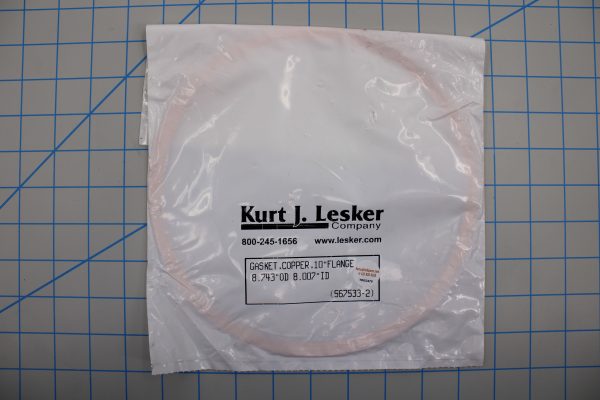 Kurt J. Lesker
Company
800-245-1656 www.lesker.com
GASKET,COPPER,10"FLANGE
8.743"OD 8.007"ID
(567533-2)